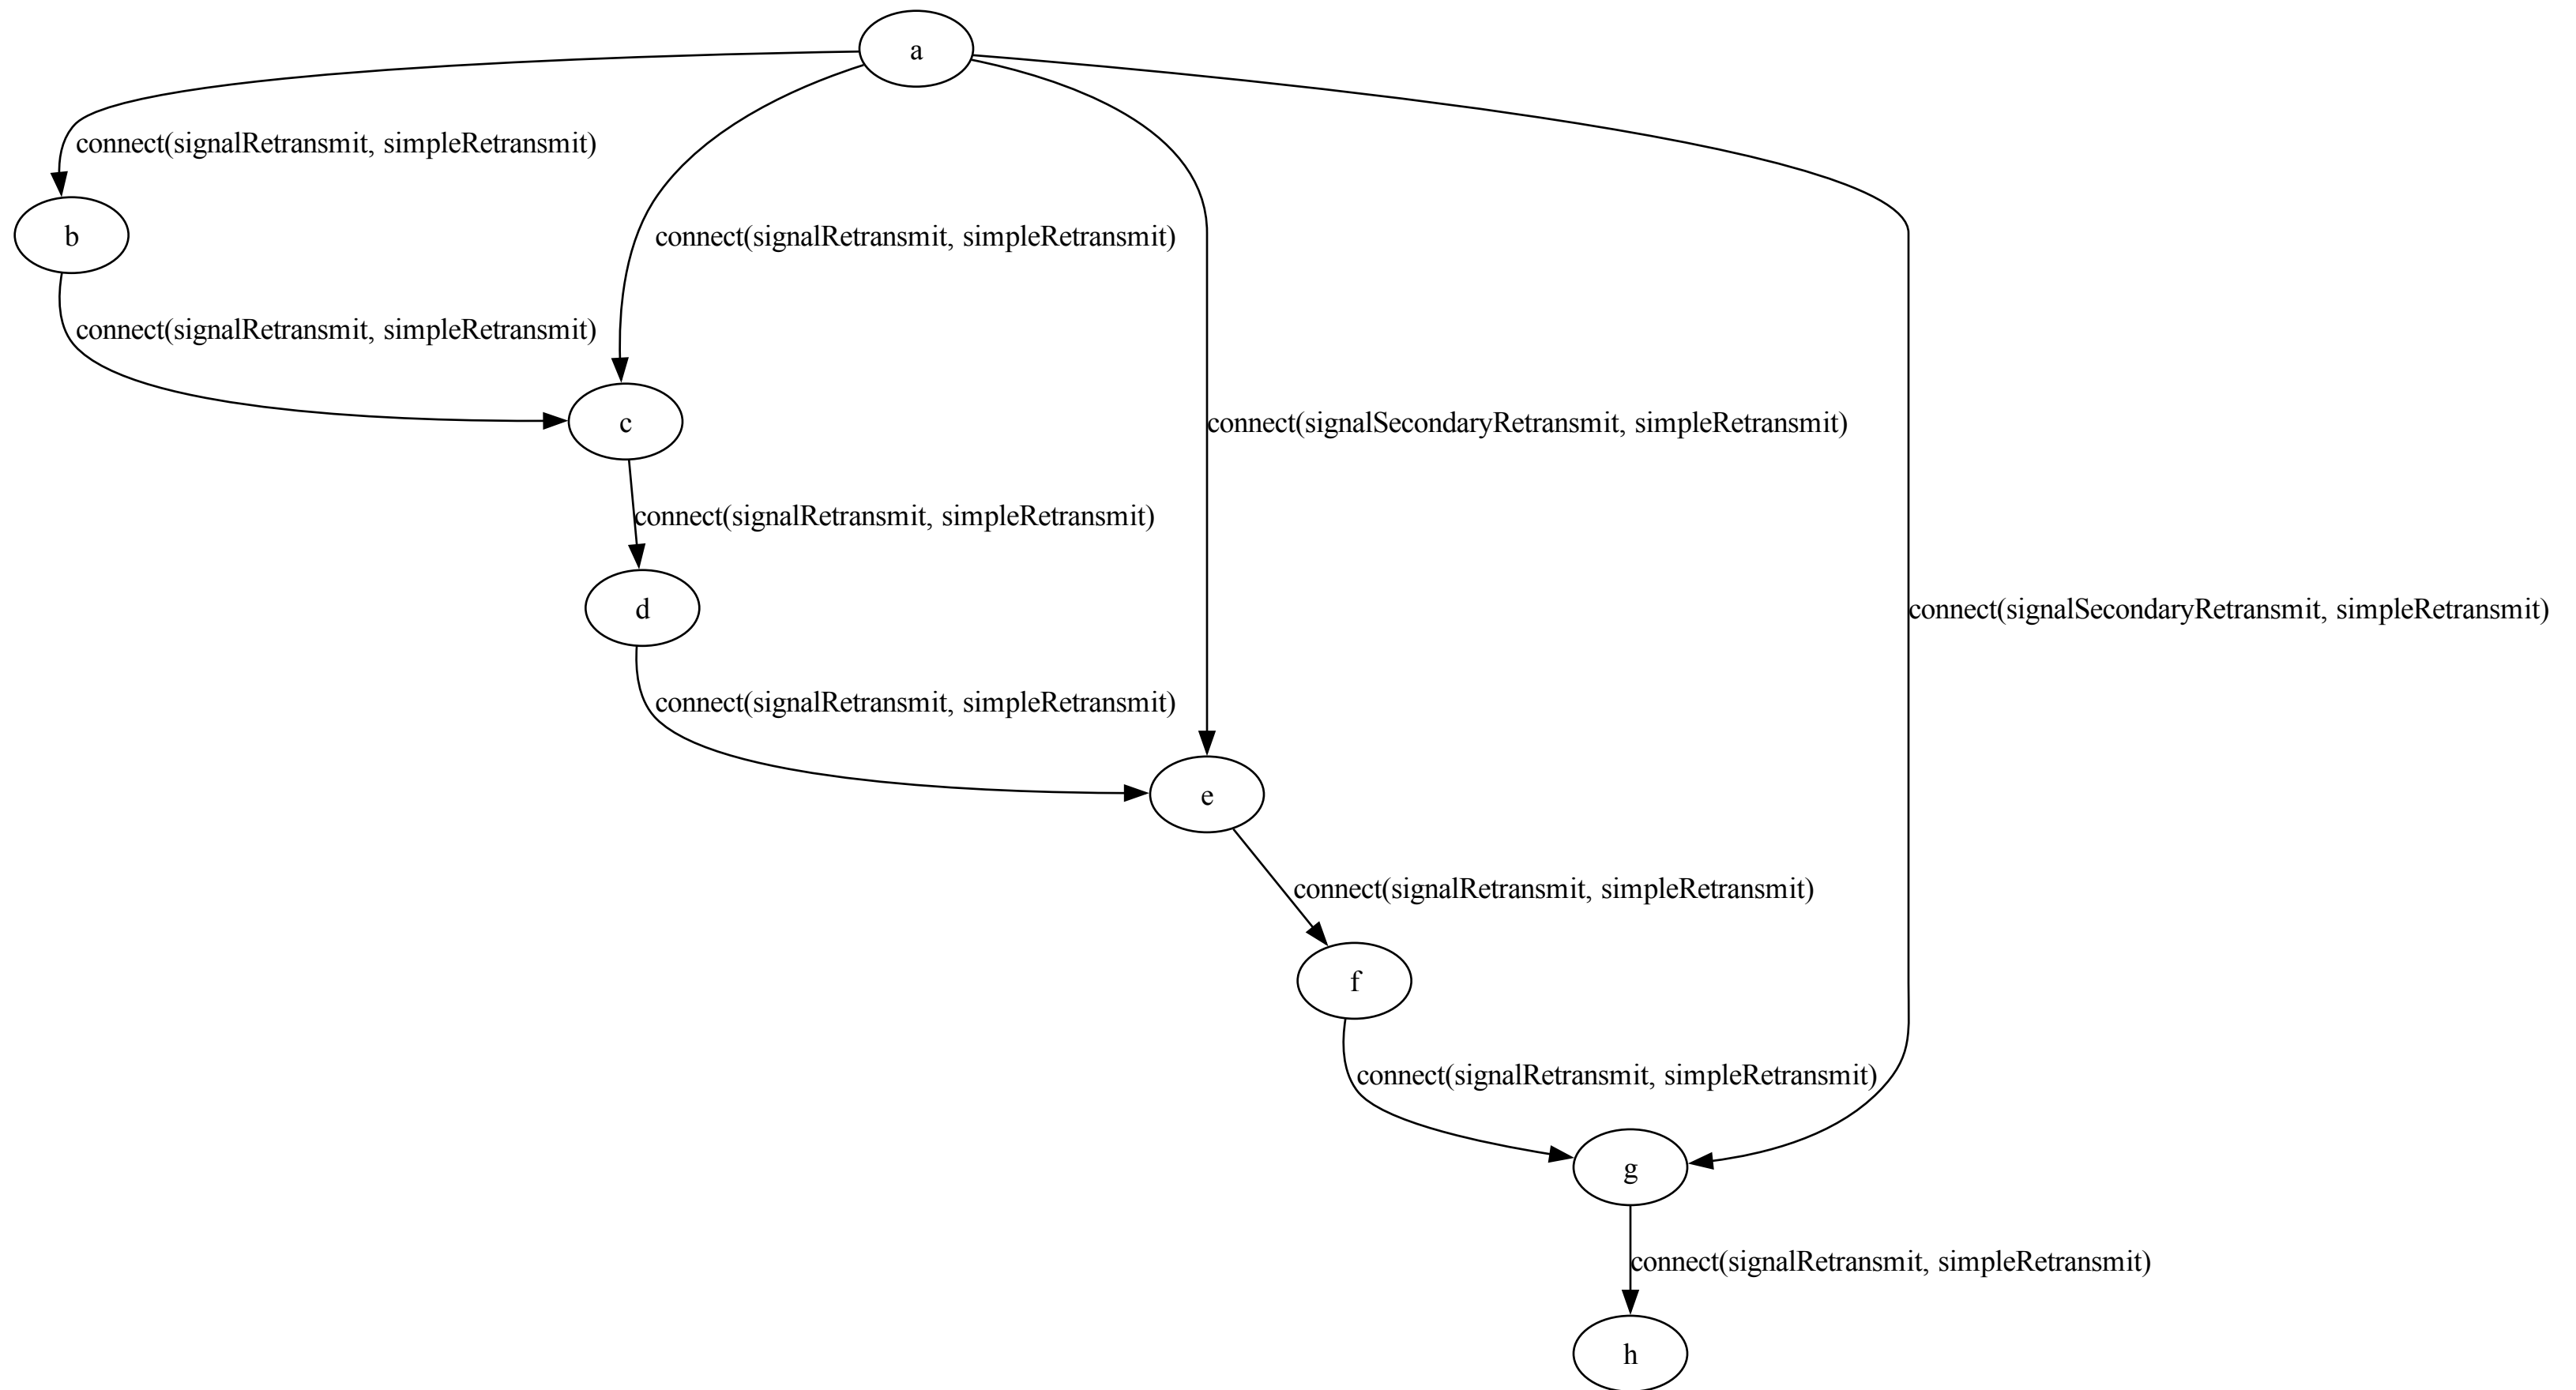 a
connect(signalRetransmit, simpleRetransmit)
b
connect(signalRetransmit, simpleRetransmit)
connect(signalRetransmit, simpleRetransmit)
c
connect(signalSecondaryRetransmit, simpleRetransmit)
connect(signalRetransmit, simpleRetransmit)
d
connect(signalSecondaryRetransmit, simpleRetransmit)
connect(signalRetransmit, simpleRetransmit)
e
connect(signalRetransmit, simpleRetransmit)
f
connect(signalRetransmit, simpleRetransmit)
g
connect(signalRetransmit, simpleRetransmit)
h